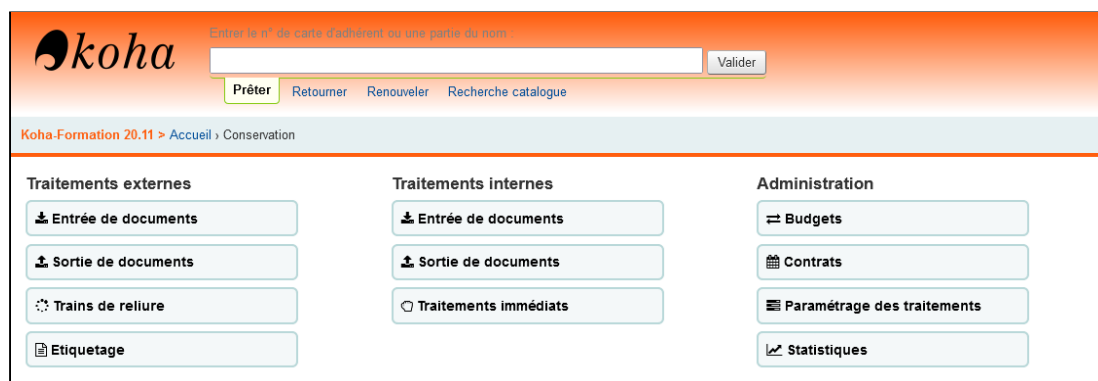 koha
Entrer le n° de carte d'adhérent ou une partie du nom :
Valider
Prêter Retourner Renouveler Recherche catalogue
Koha-Formation 20.11 > Accueil › Conservation
Traitements externes
Entrée de documents
Sortie de documents
Trains de reliure
Etiquetage
Traitements internes
Entrée de documents
Sortie de documents
Traitements immédiats
Administration
Budgets
Contrats
Paramétrage des traitements
Statistiques